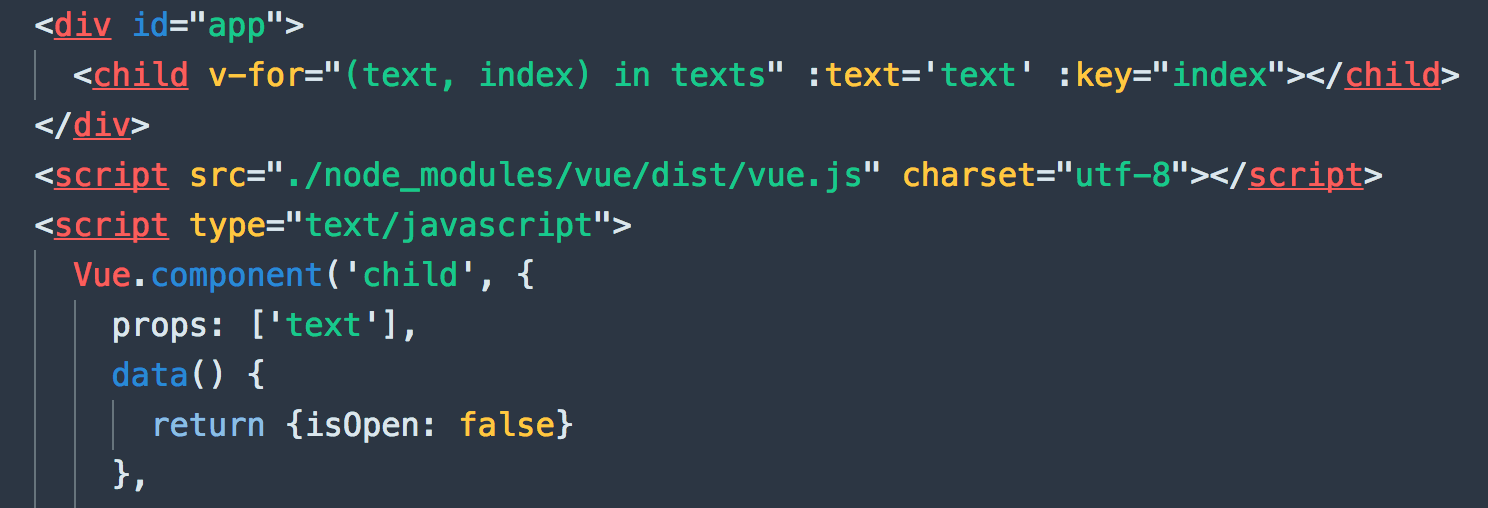 <div id="app">
<child v-for="(text, index) in texts" :text='text' :key="index"></child>
</div>
<script src="./node_modules/vue/dist/vue.js" charset="utf-8"></script>
<script type="text/javascript">
Vue.component('child', {
props: ['text'],
data() {
return {isOpen: false}
},